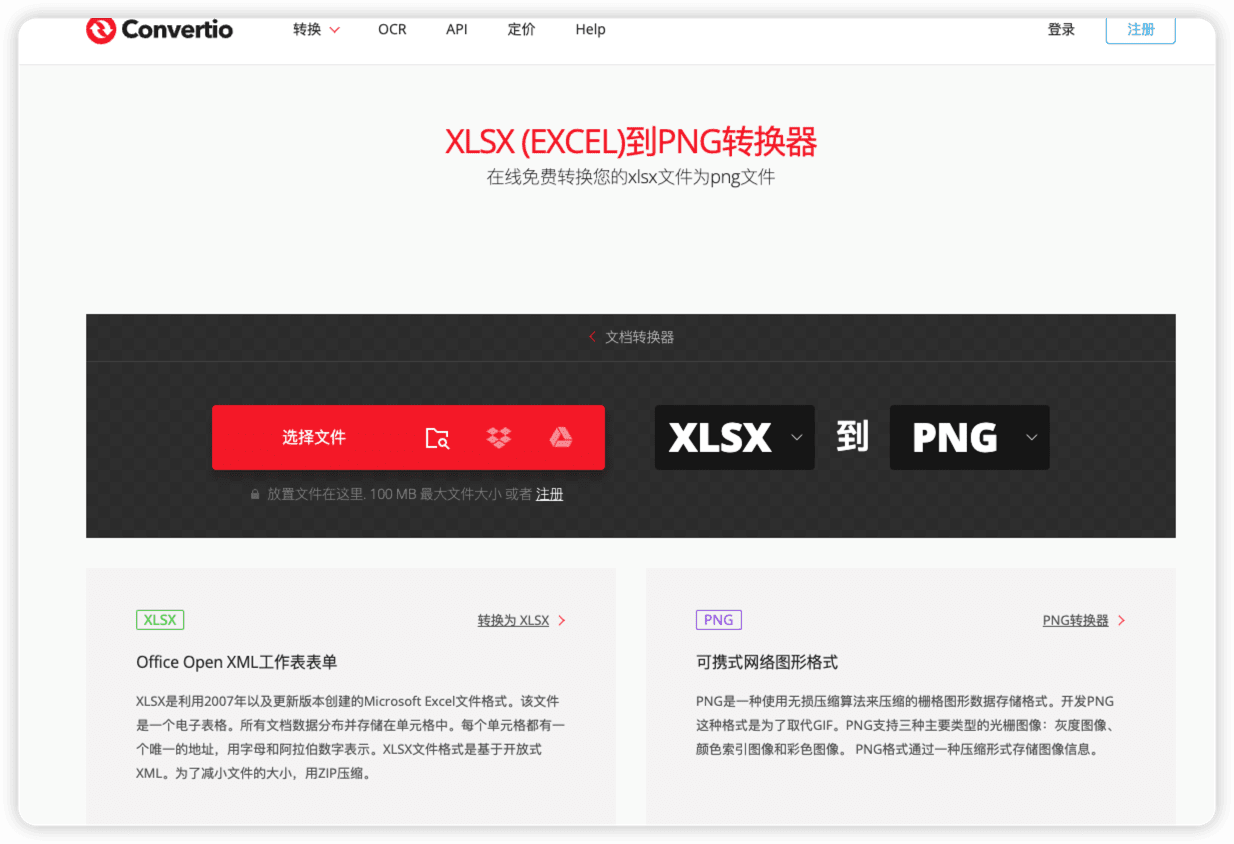 Convertio 转换 OCR API 定价 Help 登录 注册
XLSX (EXCEL)到PNG转换器
在线免费转换您的xlsx文件为png文件
文档转换器
选择文件
XLSX 到 PNG
放置文件在这里. 100 MB 最大文件大小 或者 注册
XLSX 转换为 XLSX
Office Open XML工作表表单
XLSX是利用2007年以及更新版本创建的Microsoft Excel文件格式。该文件
是一个电子表格。所有文档数据分布并存储在单元格中。每个单元格都有一
个唯一的地址，用字母和阿拉伯数字表示。XLSX文件格式是基于开放式
XML。为了减小文件的大小，用ZIP压缩。
PNG PNG转换器
可携式网络图形格式
PNG是一种使用无损压缩算法来压缩的栅格图形数据存储格式。开发PNG
这种格式是为了取代GIF。PNG支持三种主要类型的光栅图像：灰度图像、
颜色索引图像和彩色图像。 PNG格式通过一种压缩形式存储图像信息。